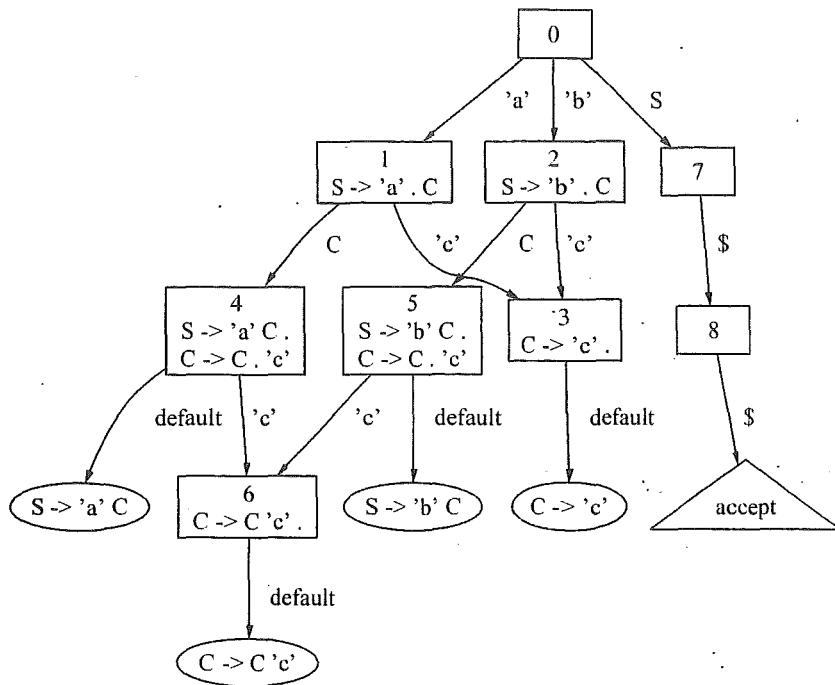 0
'a'
'b'
S
1
S -> 'a' . C
2
S -> 'b' . C
7
C
'c'
C
'c'
$
4
S -> 'a' C .
C -> C . 'c'
5
S -> 'b' C .
C -> C . 'c'
3
C -> 'c' .
8
default
'c'
'c'
default
default
$
S -> 'a' C
6
C -> C 'c' .
S -> 'b' C
C -> 'c'
accept
default
C -> C 'c'